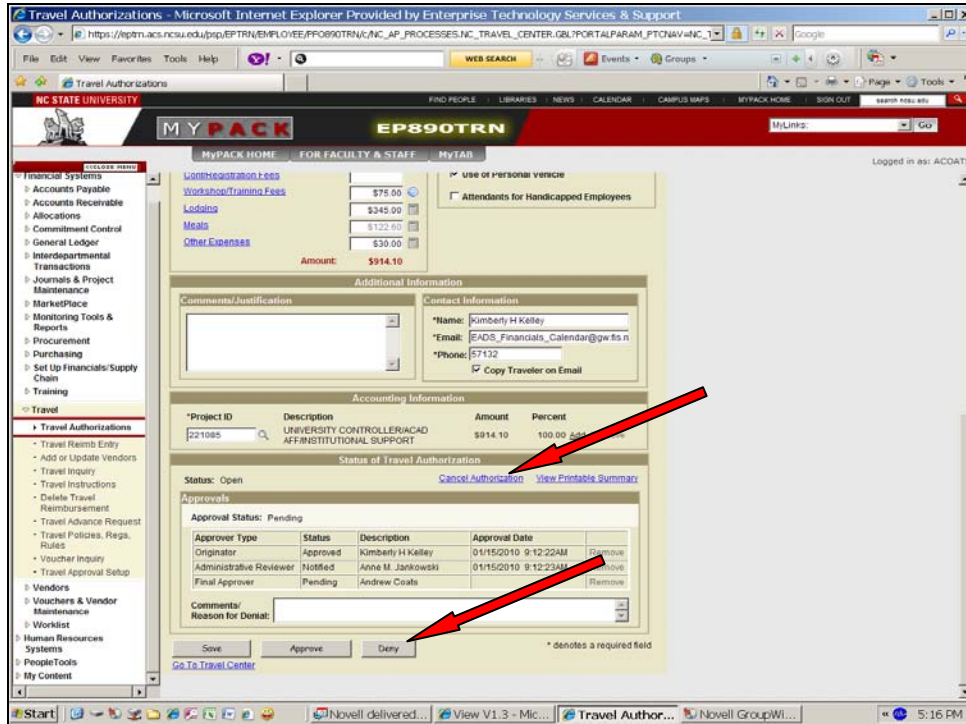 Travel Authorizations - Microsoft Internet Explorer Provided by Enterprise Technology Services & Support
https://eptrn.acs.ncsu.edu/psp/EPTRN/EMPLOYEE/PFO890TRN/c/NC_AP_PROCESSES.NC_TRAVEL_CENTER.GBL?PORTALPARAM_PTCNAV=NC_T
Google
File Edit View Favorites Tools Help
WEB SEARCH Events Groups
Travel Authorizations
Page Tools
NC STATE UNIVERSITY
FIND PEOPLE | LIBRARIES | NEWS | CALENDAR | CAMPUS MAPS | MYPACK HOME | SIGN OUT
search ncsu.edu
MYPACK
EP890TRN
MyLinks:
Go
MyPACK HOME FOR FACULTY & STAFF MyTAB
Logged in as: ACOATS
CLOSE MENU
Financial Systems
Accounts Payable
Accounts Receivable
Allocations
Commitment Control
General Ledger
Interdepartmental
Transactions
Journals & Project
Maintenance
MarketPlace
Monitoring Tools &
Reports
Procurement
Purchasing
Set Up Financials/Supply
Chain
Training
Travel
Travel Authorizations
Travel Reimb Entry
Add or Update Vendors
Travel Inquiry
Travel Instructions
Delete Travel
Reimbursement
Travel Advance Request
Travel Policies, Regs,
Rules
Voucher Inquiry
Travel Approval Setup
Vendors
Vouchers & Vendor
Maintenance
Worklist
Human Resources
Systems
PeopleTools
My Content
Conf/Registration Fees
Workshop/Training Fees $75.00
Lodging $345.00
Meals $122.60
Other Expenses $30.00
Amount: $914.10
Use of Personal Vehicle
Attendants for Handicapped Employees
Additional Information
Comments/Justification
Contact Information
*Name: Kimberly H Kelley
*Email: EADS_Financials_Calendar@gw.fis.n
*Phone: 57132
Copy Traveler on Email
Accounting Information
*Project ID Description Amount Percent
221085 UNIVERSITY CONTROLLER/ACAD
AFF/INSTITUTIONAL SUPPORT $914.10 100.00 Add
Status of Travel Authorization
Status: Open Cancel Authorization View Printable Summary
Approvals
Approval Status: Pending
Approver Type Status Description Approval Date
Originator Approved Kimberly H Kelley 01/15/2010 9:12:22AM Remove
Administrative Reviewer Notified Anne M. Jankowski 01/15/2010 9:12:23AM Remove
Final Approver Pending Andrew Coats Remove
Comments/
Reason for Denial:
Save Approve Deny * denotes a required field
Go To Travel Center
Start Novell delivered... View V1.3 - Mic... Travel Author... Novell GroupWi... 5:16 PM